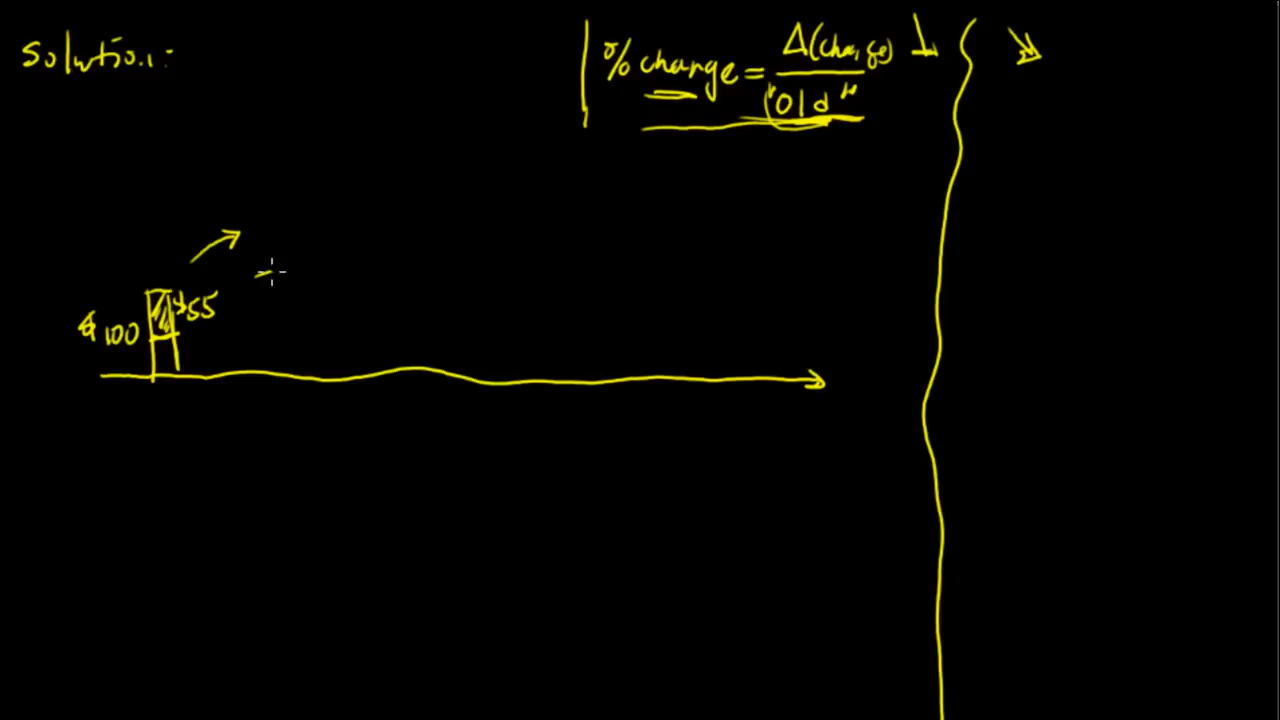 Solution:
% change = Δ(change)
"Old"
$100
$55